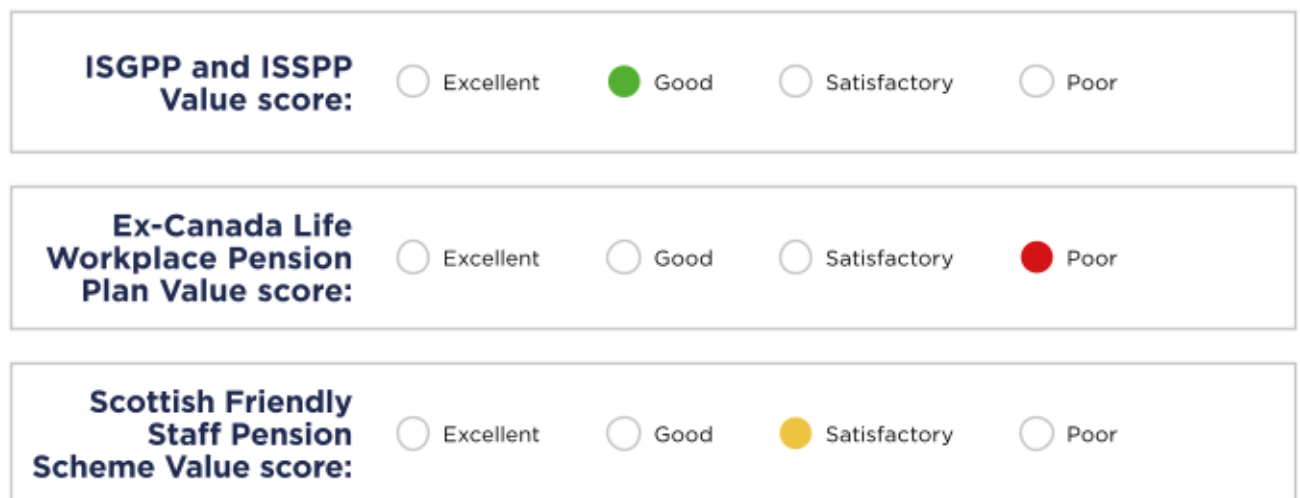 ISGPP and ISSPP
Value score:
Excellent Good Satisfactory Poor
Ex-Canada Life
Workplace Pension
Plan Value score:
Excellent Good Satisfactory Poor
Scottish Friendly
Staff Pension
Scheme Value score:
Excellent Good Satisfactory Poor